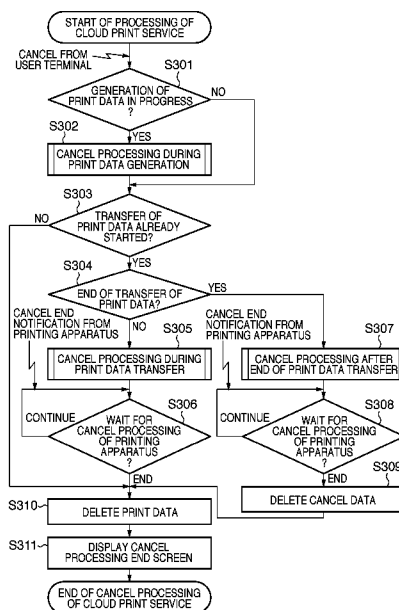 START OF PROCESSING OF
CLOUD PRINT SERVICE
CANCEL FROM
USER TERMINAL
S301
GENERATION OF
PRINT DATA IN PROGRESS
?
NO
YES
S302
CANCEL PROCESSING DURING
PRINT DATA GENERATION
S303
NO
TRANSFER OF
PRINT DATA ALREADY
STARTED?
YES
S304
END OF TRANSFER OF
PRINT DATA?
YES
NO
CANCEL END
NOTIFICATION FROM
PRINTING APPARATUS
S305
CANCEL PROCESSING DURING
PRINT DATA TRANSFER
CANCEL END
NOTIFICATION FROM
PRINTING APPARATUS
S307
CANCEL PROCESSING AFTER
END OF PRINT DATA TRANSFER
S306
CONTINUE
WAIT FOR
CANCEL PROCESSING
OF PRINTING
APPARATUS
?
END
S308
CONTINUE
WAIT FOR
CANCEL PROCESSING
OF PRINTING
APPARATUS
?
END
S309
DELETE CANCEL DATA
S310
DELETE PRINT DATA
S311
DISPLAY CANCEL
PROCESSING END SCREEN
END OF CANCEL PROCESSING
OF CLOUD PRINT SERVICE